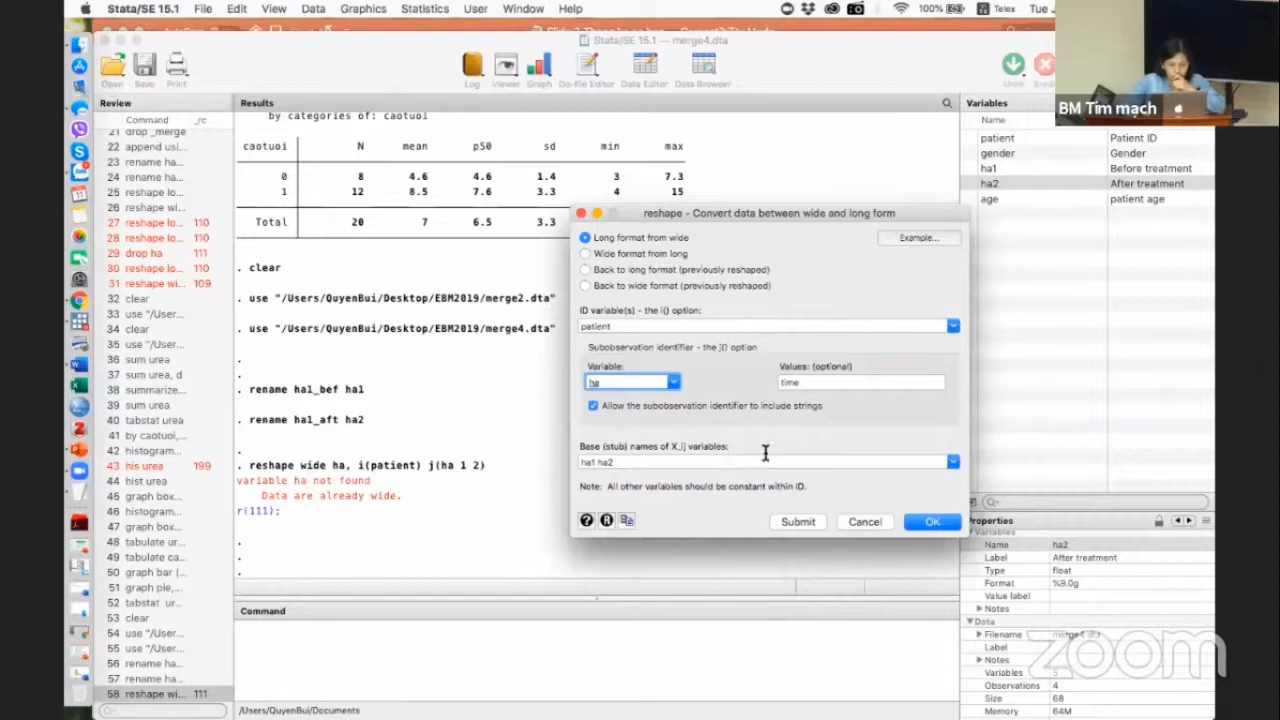 Stata/SE 15.1 File Edit View Data Graphics Statistics User Window Help 100% Telex Tue
Stata/SE 15.1 — merge4.dta
Open Save Print Log Viewer Graph Do-file Editor Data Editor Data Browser More
Review
Command _rc
21 drop _merge
22 append usi...
23 rename ha...
24 rename ha...
25 reshape lo...
26 reshape wi...
27 reshape lo... 110
28 reshape lo... 110
29 drop ha 111
30 reshape lo... 110
31 reshape wi... 109
32 clear
33 use "/User...
34 clear
35 use "/User...
36 sum urea
37 sum urea, d
38 summarize...
39 sum urea
40 tabstat urea
41 by caotuoi,...
42 histogram...
43 his urea 199
44 hist urea
45 graph box...
46 histogram...
47 graph box...
48 tabulate ur...
49 tabulate ca...
50 graph bar (...
51 graph pie,...
52 tabstat ur...
53 clear
54 use "/User...
55 use "/User...
56 rename ha...
57 rename ha...
58 reshape wi... 111
Results
by categories of: caotuoi
caotuoi N mean p50 sd min max
0 8 4.6 4.6 1.4 3 7.3
1 12 8.5 7.6 3.3 4 15
Total 20 7 6.5 3.3
. clear
. use "/Users/QuyenBui/Desktop/EBM2019/merge2.dta"
. use "/Users/QuyenBui/Desktop/EBM2019/merge4.dta"
.
.
. rename ha1_bef ha1
. rename ha1_aft ha2
.
. reshape wide ha, i(patient) j(ha 1 2)
variable ha not found
Data are already wide.
r(111);
.
.
.
Command
/Users/QuyenBui/Documents
reshape - Convert data between wide and long form
Long format from wide
Example...
Wide format from long
Back to long format (previously reshaped)
Back to wide format (previously reshaped)
ID variable(s) - the i() option:
patient
Subobservation identifier - the j() option
Variable: Values: (optional)
ha time
Allow the subobservation identifier to include strings
Base (stub) names of X_ij variables:
ha1 ha2
Note: All other variables should be constant within ID.
Submit Cancel OK
Variables
Name
patient Patient ID
gender Gender
ha1 Before treatment
ha2 After treatment
age patient age
Properties
Variables
Name ha2
Label After treatment
Type float
Format %9.0g
Value label
Notes
Data
Filename merge4.dta
Label
Notes
Variables 5
Observations 4
Size 68
Memory 64M
BM Tim mạch
zoom